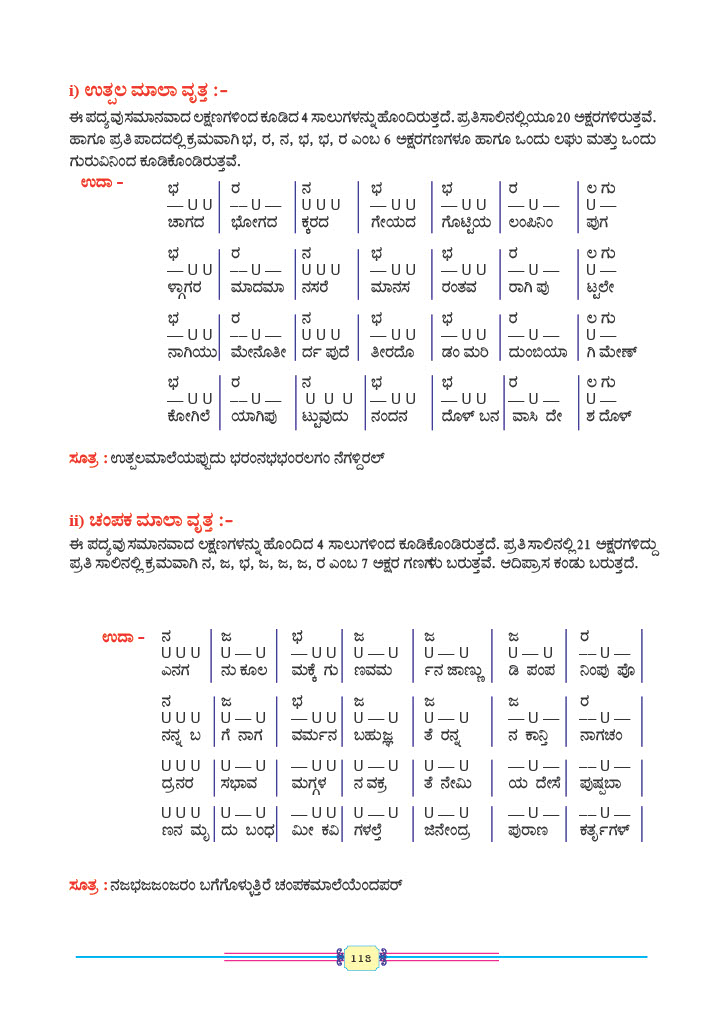 i) ಉತ್ಪಲ ಮಾಲಾ ವೃತ್ತ :–
ಈ ಪದ್ಯವು ಸಮಾನವಾದ ಲಕ್ಷಣಗಳಿಂದ ಕೂಡಿದ 4 ಸಾಲುಗಳನ್ನು ಹೊಂದಿರುತ್ತದೆ. ಪ್ರತಿಸಾಲಿನಲ್ಲಿಯೂ 20 ಅಕ್ಷರಗಳಿರುತ್ತವೆ.
ಹಾಗೂ ಪ್ರತಿ ಪಾದದಲ್ಲಿ ಕ್ರಮವಾಗಿ ಭ, ರ, ನ, ಭ, ಭ, ರ ಎಂಬ 6 ಅಕ್ಷರಗಣಗಳೂ ಹಾಗೂ ಒಂದು ಲಘು ಮತ್ತು ಒಂದು
ಗುರುವಿನಿಂದ ಕೂಡಿಕೊಂಡಿರುತ್ತವೆ.
ಉದಾ –
ಭ | ರ | ನ | ಭ | ಭ | ರ | ಲ ಗು
— U U | — U — | U U U | — U U | — U U | — U — | U —
ಚಾಗದ | ಭೋಗದ | ಕ್ಕರದ | ಗೇಯದ | ಗೊಟ್ಟಿಯ | ಲಂಪಿನಿಂ | ಪುಗ
ಭ | ರ | ನ | ಭ | ಭ | ರ | ಲ ಗು
— U U | — U — | U U U | — U U | — U U | — U — | U —
ಳ್ಗಾಗರ | ಮಾದಮಾ | ನಸರೆ | ಮಾನಸ | ರಂತವ | ರಾಗಿ ಪು | ಟ್ಟಲೇ
ಭ | ರ | ನ | ಭ | ಭ | ರ | ಲ ಗು
— U U | — U — | U U U | — U U | — U U | — U — | U —
ನಾಗಿಯು | ಮೇನೊತೀ | ರ್ದ ಪುದೆ | ತೀರದೊ | ಡಂ ಮರಿ | ದುಂಬಿಯಾ | ಗಿ ಮೇಣ್
ಭ | ರ | ನ | ಭ | ಭ | ರ | ಲ ಗು
— U U | — U — | U U U | — U U | — U U | — U — | U —
ಕೋಗಿಲೆ | ಯಾಗಿಪು | ಟ್ಟುವುದು | ನಂದನ | ದೊಳ್ ಬನ | ವಾಸಿ ದೇ | ಶ ದೊಳ್
ಸೂತ್ರ : ಉತ್ಪಲಮಾಲೆಯಪ್ಪುದು ಭರಂನಭಭಂರಲಗಂ ನೆಗಳ್ದಿರಲ್
ii) ಚಂಪಕ ಮಾಲಾ ವೃತ್ತ :–
ಈ ಪದ್ಯವು ಸಮಾನವಾದ ಲಕ್ಷಣಗಳನ್ನು ಹೊಂದಿದ 4 ಸಾಲುಗಳಿಂದ ಕೂಡಿಕೊಂಡಿರುತ್ತದೆ. ಪ್ರತಿಸಾಲಿನಲ್ಲಿ 21 ಅಕ್ಷರಗಳಿದ್ದು
ಪ್ರತಿ ಸಾಲಿನಲ್ಲಿ ಕ್ರಮವಾಗಿ ನ, ಜ, ಭ, ಜ, ಜ, ಜ, ರ ಎಂಬ 7 ಅಕ್ಷರ ಗಣಗಳು ಬರುತ್ತವೆ. ಆದಿಪ್ರಾಸ ಕಂಡು ಬರುತ್ತದೆ.
ಉದಾ –
ನ | ಜ | ಭ | ಜ | ಜ | ಜ | ರ
U U U | U — U | — U U | U — U | U — U | U — U | — U —
ಎನಗ | ನು ಕೂಲ | ಮಕ್ಕೆ ಗು | ಣವಮ | ರ್ನ ಜಾಣ್ಣು | ಡಿ ಪಂಪ | ನಿಂಪು ಪೊ
ನ | ಜ | ಭ | ಜ | ಜ | ಜ | ರ
U U U | U — U | — U U | U — U | U — U | — U — | — U —
ನನ್ನ ಬ | ಗೆ ನಾಗ | ವರ್ಮನ | ಬಹುಜ್ಞ | ತೆ ರನ್ನ | ನ ಕಾನ್ತಿ | ನಾಗಚಂ
U U U | U — U | — U U | U — U | U — U | — U — | — U —
ದ್ರನರ | ಸಭಾವ | ಮಗ್ಗಳ | ನ ವಕ್ರ | ತೆ ನೇಮಿ | ಯ ದೇಸೆ | ಪುಷ್ಪಬಾ
U U U | U — U | — U U | U — U | U — U | — U — | — U —
ಣನ ಮೃ | ದು ಬಂಧ | ಮೀ ಕವಿ | ಗಳಲ್ತೆ | ಜಿನೇಂದ್ರ | ಪುರಾಣ | ಕರ್ತೃಗಳ್
ಸೂತ್ರ : ನಜಭಜಜಂಜರಂ ಬಗೆಗೊಳುತ್ತಿರೆ ಚಂಪಕಮಾಲೆಯೆಂದಪರ್
113